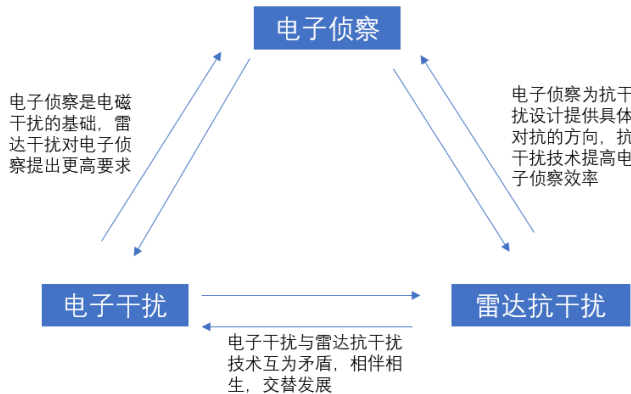 电子侦察
电子侦察是电磁
干扰的基础，雷
达干扰对电子侦
察提出更高要求
电子侦察为抗干
扰设计提供具体
对抗的方向，抗
干扰技术提高电
子侦察效率
电子干扰
雷达抗干扰
电子干扰与雷达抗干扰
技术互为矛盾，相伴相
生，交替发展